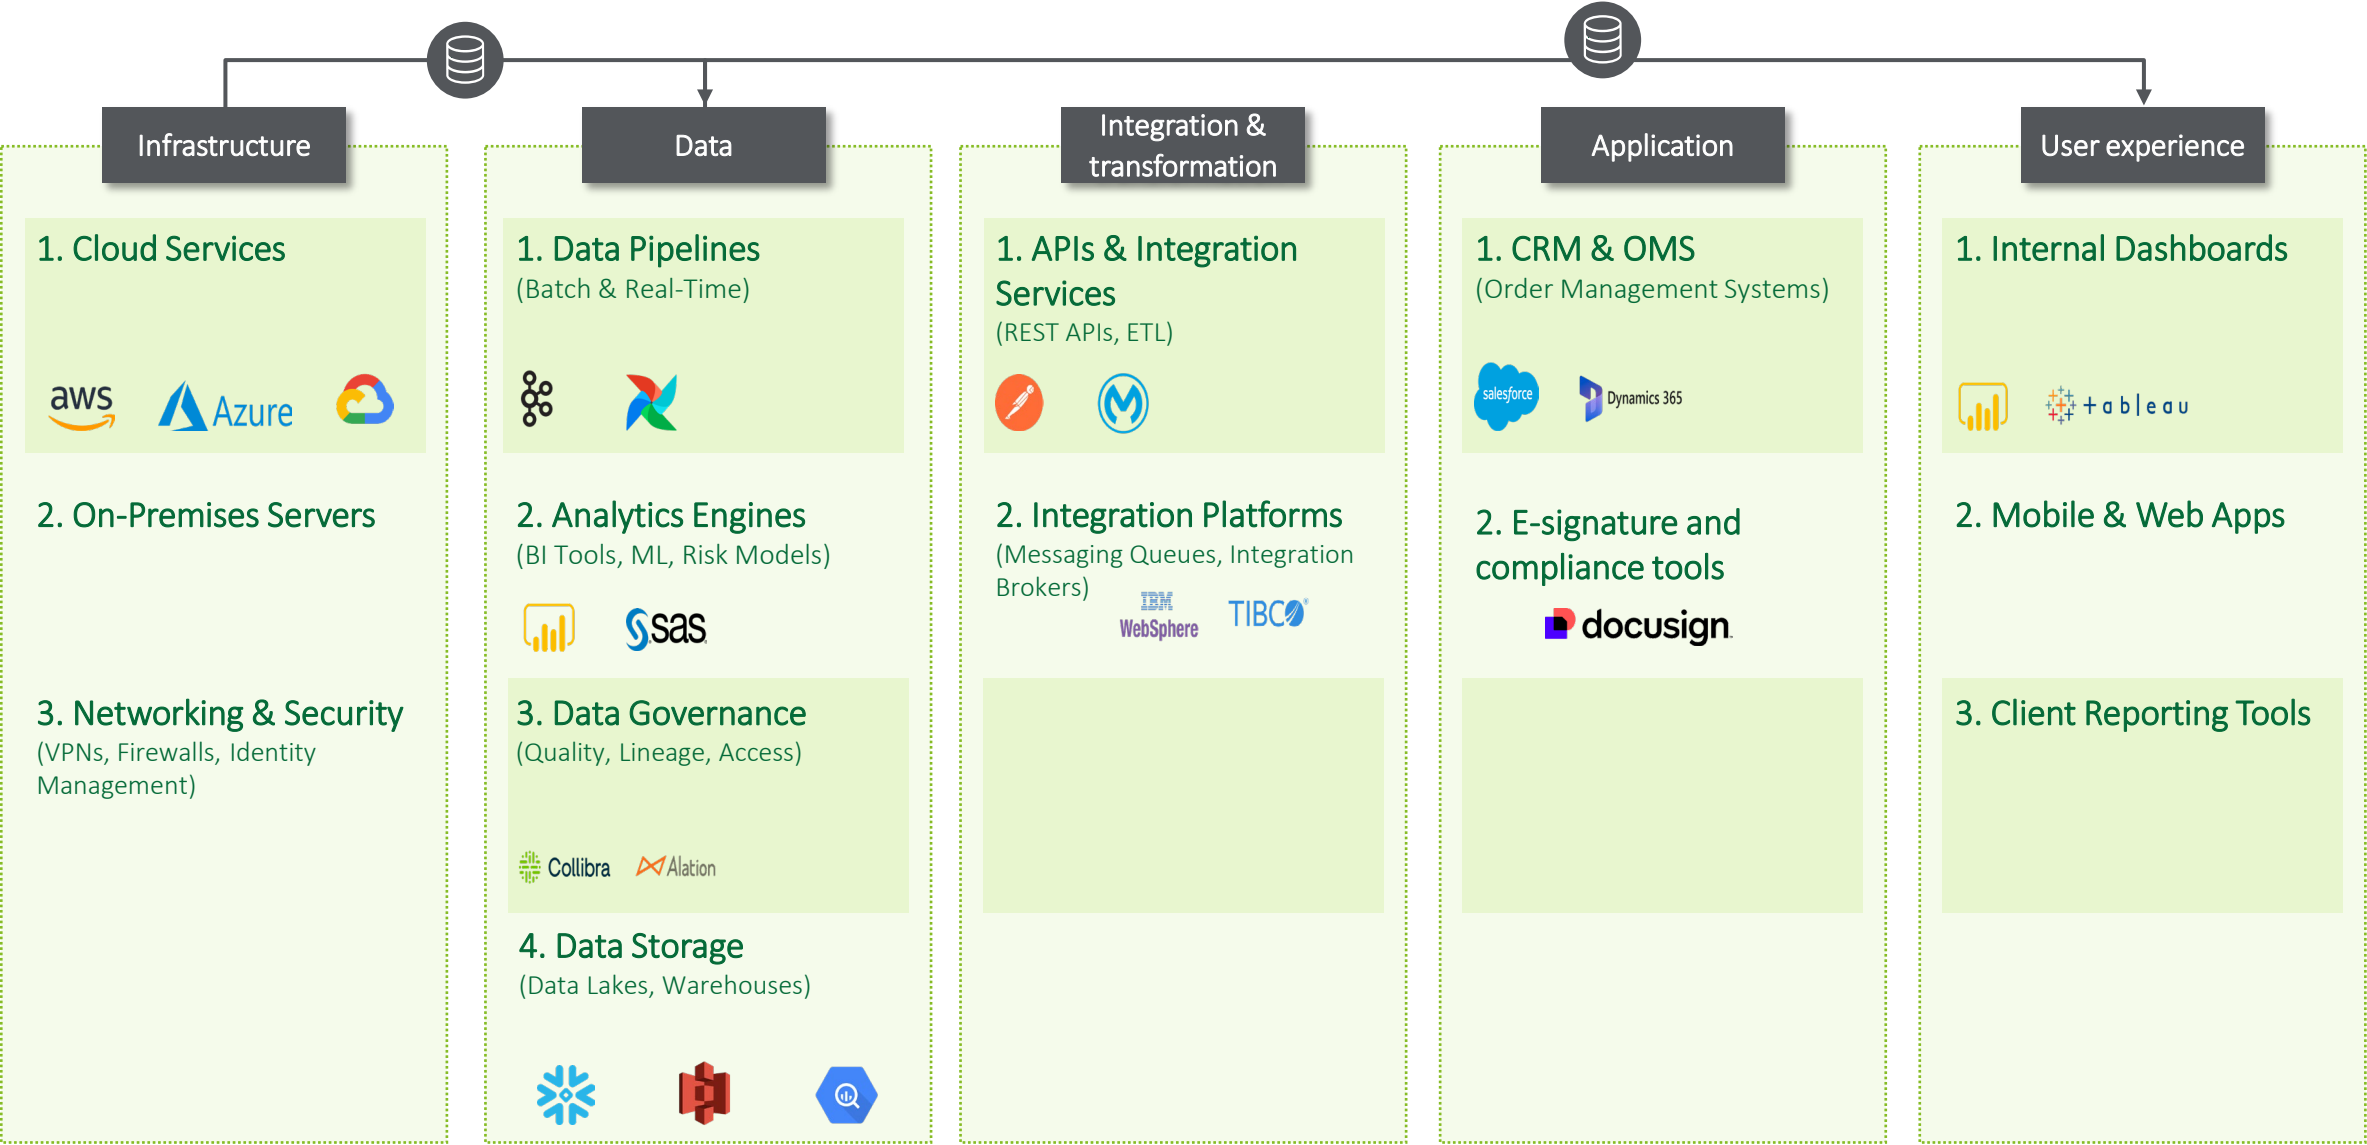 Infrastructure
1. Cloud Services
aws
Azure
2. On-Premises Servers
3. Networking & Security
(VPNs, Firewalls, Identity
Management)
Data
1. Data Pipelines
(Batch & Real-Time)
2. Analytics Engines
(BI Tools, ML, Risk Models)
sas
3. Data Governance
(Quality, Lineage, Access)
Collibra
Alation
4. Data Storage
(Data Lakes, Warehouses)
Integration &
transformation
1. APIs & Integration
Services
(REST APIs, ETL)
2. Integration Platforms
(Messaging Queues, Integration
Brokers)
IBM
WebSphere
TIBCO®
Application
1. CRM & OMS
(Order Management Systems)
salesforce
Dynamics 365
2. E-signature and
compliance tools
docusign
User experience
1. Internal Dashboards
+ableau
2. Mobile & Web Apps
3. Client Reporting Tools